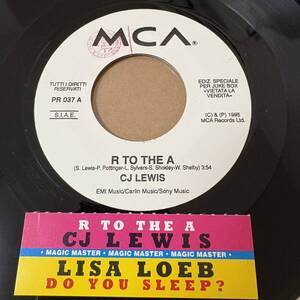 MCA
®
TUTTI I DIRITTI
RISERVATI
PR 037 A
S.I.A.E.
EDIZ. SPECIALE
PER JUKE BOX
«VIETATA LA
VENDITA»
(C) & (P) 1995
MCA Records Ltd.
R TO THE A
(S. Lewis-P. Pottinger-L. Sylvers-S. Shokley-W. Shelby) 3:54
CJ LEWIS
EMI Music/Carlin Music/Sony Music
R TO THE A
CJ LEWIS
• MAGIC MASTER • MAGIC MASTER • MAGIC MASTER •
LISA LOEB
DO YOU SLEEP?